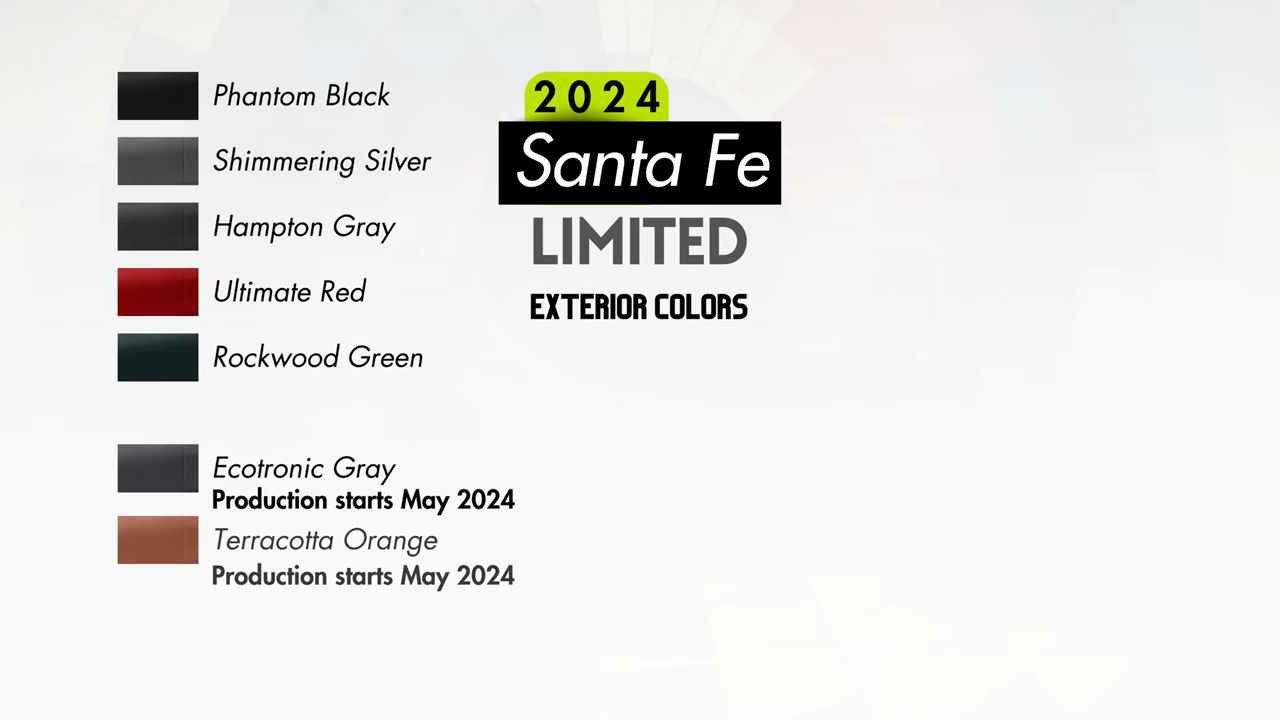 Phantom Black
Shimmering Silver
Hampton Gray
Ultimate Red
Rockwood Green
Ecotronic Gray
Production starts May 2024
Terracotta Orange
Production starts May 2024
2024
Santa Fe
LIMITED
EXTERIOR COLORS